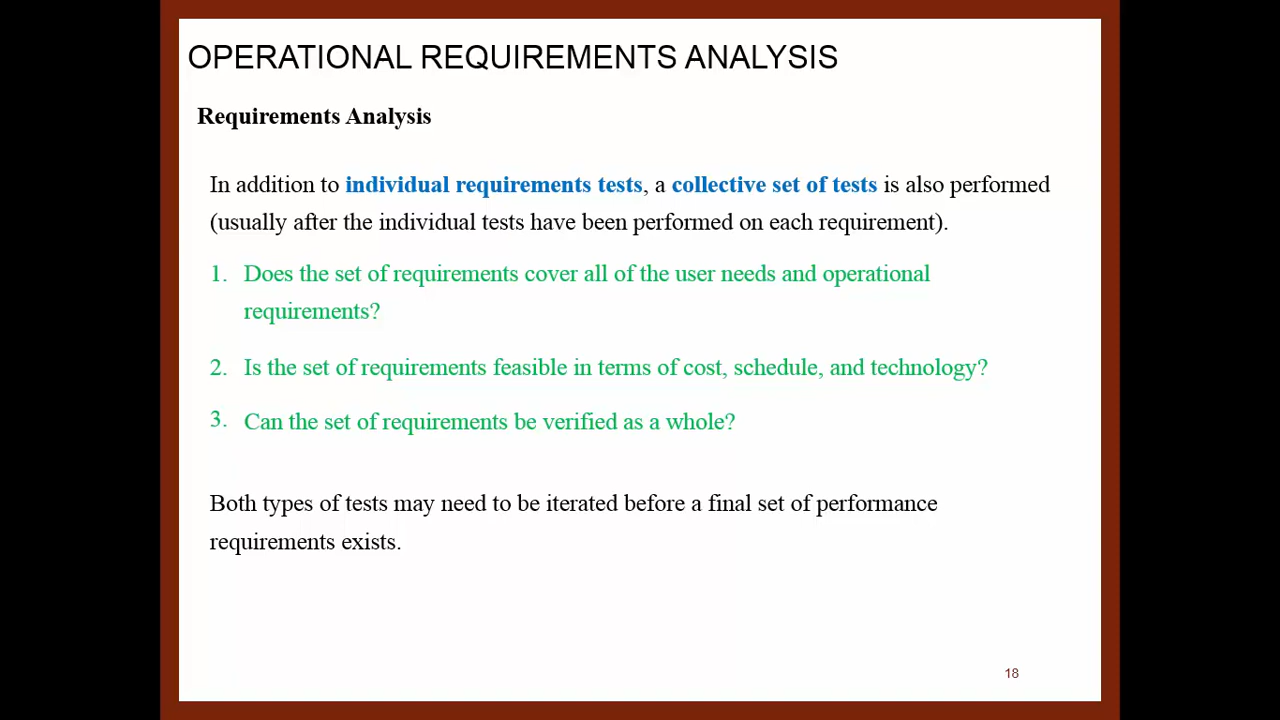 OPERATIONAL REQUIREMENTS ANALYSIS
Requirements Analysis
In addition to individual requirements tests, a collective set of tests is also performed
(usually after the individual tests have been performed on each requirement).
1. Does the set of requirements cover all of the user needs and operational
requirements?
2. Is the set of requirements feasible in terms of cost, schedule, and technology?
3. Can the set of requirements be verified as a whole?
Both types of tests may need to be iterated before a final set of performance
requirements exists.
18